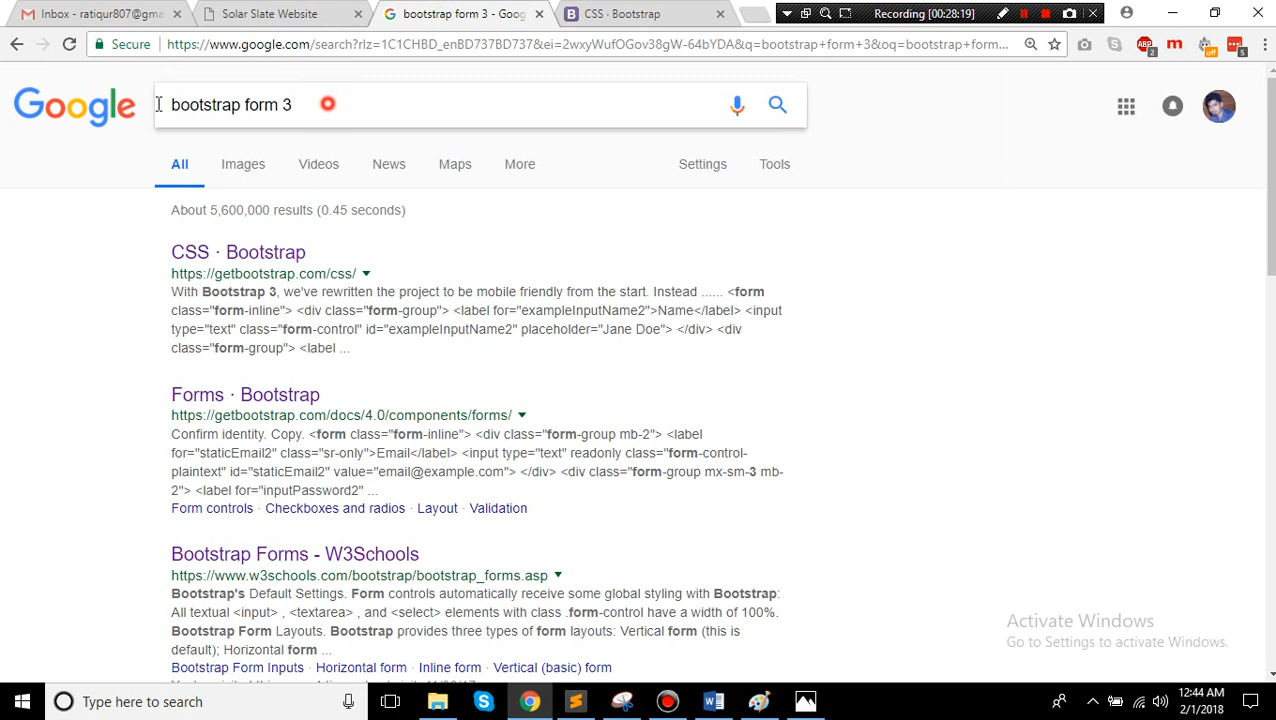 Inbox - ratiqur807@gma
Solar Slate Website
bootstrap form 3 - Goog
CSS · Bootstrap
Recording [00:28:19]
Secure
https://www.google.com/search?rlz=1C1CHBD_enBD737BD737&ei=2wxyWufOGov38gW-64bYDA&q=bootstrap+form+3&oq=bootstrap+form...
2
off
5
Google
bootstrap form 3
All
Images
Videos
News
Maps
More
Settings
Tools
About 5,600,000 results (0.45 seconds)
CSS · Bootstrap
https://getbootstrap.com/css/
With Bootstrap 3, we've rewritten the project to be mobile friendly from the start. Instead ...... <form
class="form-inline"> <div class="form-group"> <label for="exampleInputName2">Name</label> <input
type="text" class="form-control" id="exampleInputName2" placeholder="Jane Doe"> </div> <div
class="form-group"> <label ...
Forms · Bootstrap
https://getbootstrap.com/docs/4.0/components/forms/
Confirm identity. Copy. <form class="form-inline"> <div class="form-group mb-2"> <label
for="staticEmail2" class="sr-only">Email</label> <input type="text" readonly class="form-control-
plaintext" id="staticEmail2" value="email@example.com"> </div> <div class="form-group mx-sm-3 mb-
2"> <label for="inputPassword2" ...
Form controls · Checkboxes and radios · Layout · Validation
Bootstrap Forms - W3Schools
https://www.w3schools.com/bootstrap/bootstrap_forms.asp
Bootstrap's Default Settings. Form controls automatically receive some global styling with Bootstrap:
All textual <input> , <textarea> , and <select> elements with class .form-control have a width of 100%.
Bootstrap Form Layouts. Bootstrap provides three types of form layouts: Vertical form (this is
default); Horizontal form ...
Bootstrap Form Inputs · Horizontal form · Inline form · Vertical (basic) form
Activate Windows
Go to Settings to activate Windows.
Type here to search
12:44 AM
2/1/2018